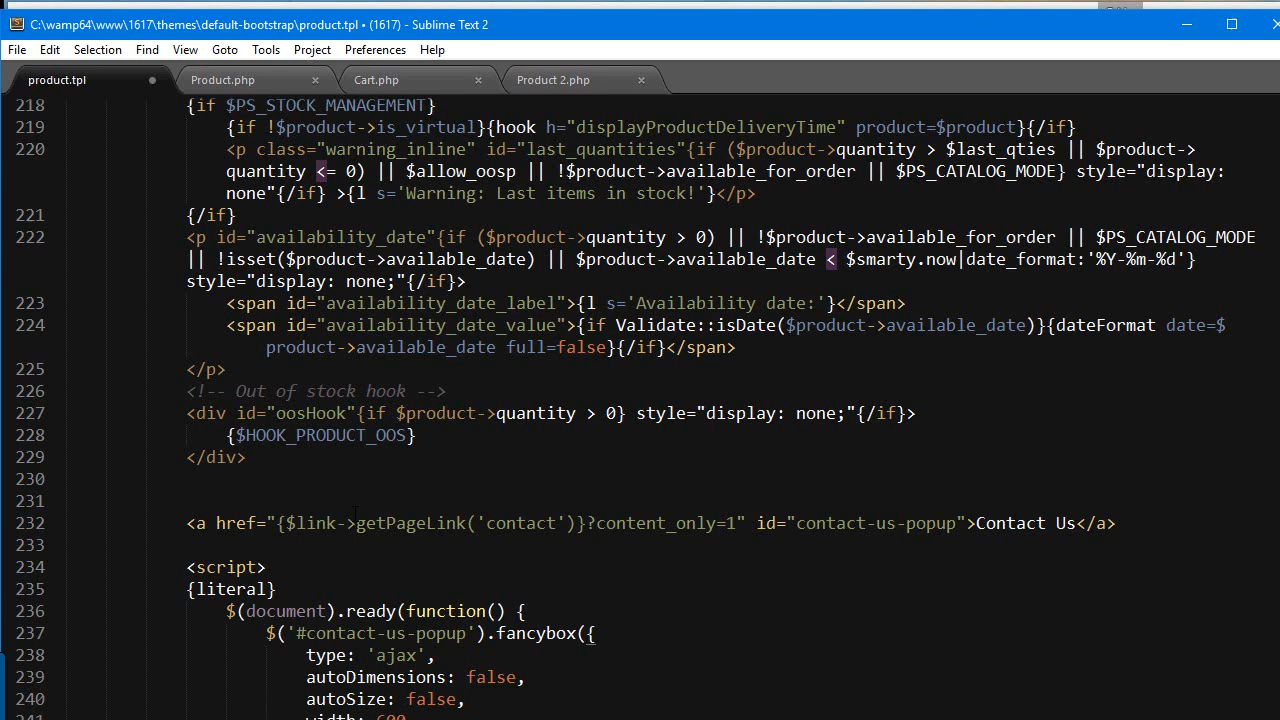 C:\wamp64\www\1617\themes\default-bootstrap\product.tpl • (1617) - Sublime Text 2
File Edit Selection Find View Goto Tools Project Preferences Help
product.tpl Product.php Cart.php Product 2.php
218 {if $PS_STOCK_MANAGEMENT}
219 {if !$product->is_virtual}{hook h="displayProductDeliveryTime" product=$product}{/if}
220 <p class="warning_inline" id="last_quantities"{if ($product->quantity > $last_qties || $product->
quantity <= 0) || $allow_oosp || !$product->available_for_order || $PS_CATALOG_MODE} style="display:
none"{/if} >{l s='Warning: Last items in stock!'}</p>
221 {/if}
222 <p id="availability_date"{if ($product->quantity > 0) || !$product->available_for_order || $PS_CATALOG_MODE
|| !isset($product->available_date) || $product->available_date < $smarty.now|date_format:'%Y-%m-%d'}
style="display: none;"{/if}>
223 <span id="availability_date_label">{l s='Availability date:'}</span>
224 <span id="availability_date_value">{if Validate::isDate($product->available_date)}{dateFormat date=$
product->available_date full=false}{/if}</span>
225 </p>
226 <!-- Out of stock hook -->
227 <div id="oosHook"{if $product->quantity > 0} style="display: none;"{/if}>
228 {$HOOK_PRODUCT_OOS}
229 </div>
230
231
232 <a href="{$link->getPageLink('contact')}?content_only=1" id="contact-us-popup">Contact Us</a>
233
234 <script>
235 {literal}
236 $(document).ready(function() {
237 $('#contact-us-popup').fancybox({
238 type: 'ajax',
239 autoDimensions: false,
240 autoSize: false,
241 width: 600